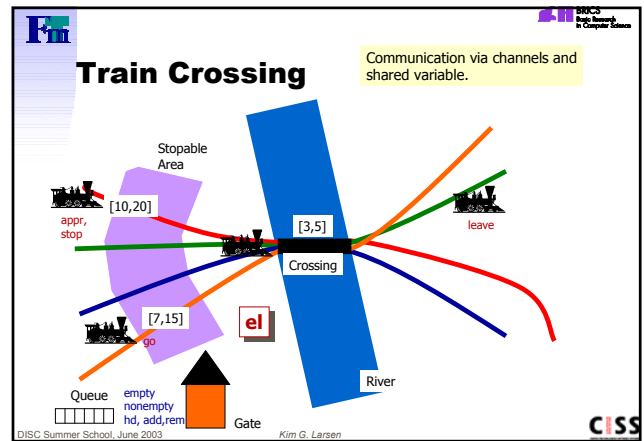 Fm
BRICS
Basic Research
in Computer Science
Train Crossing
Communication via channels and
shared variable.
Stopable
Area
[10,20]
appr,
stop
[3,5]
leave
Crossing
[7,15]
el
go
River
Queue
empty
nonempty
hd, add,rem
Gate
DISC Summer School, June 2003
Kim G. Larsen
CISS